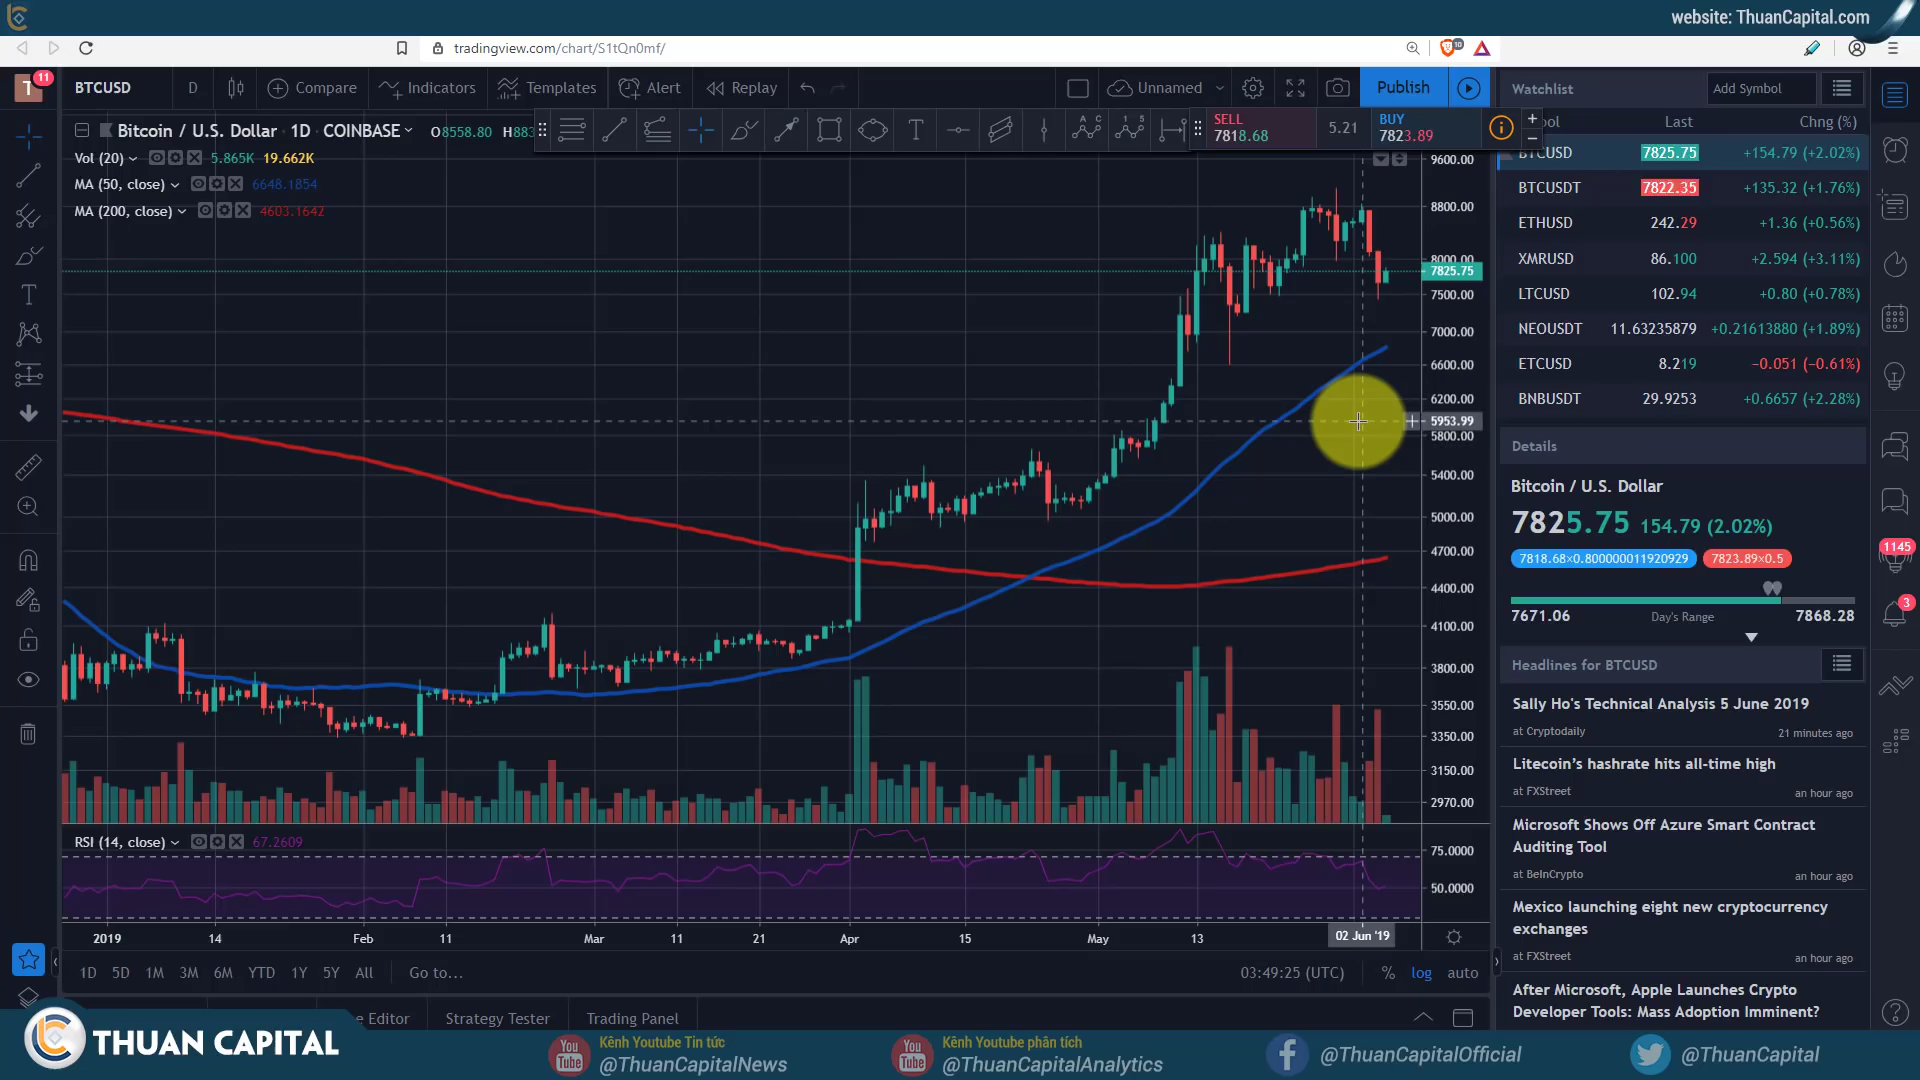 website: ThuanCapital.com
tradingview.com/chart/S1tQn0mf/
10
11
BTCUSD
D
Compare
Indicators
Templates
Alert
Replay
Unnamed
Publish
Bitcoin / U.S. Dollar · 1D · COINBASE
O8558.80 H883
SELL
7818.68
5.21
BUY
7823.89
Vol (20)
5.865K 19.662K
MA (50, close)
6648.1854
MA (200, close)
4603.1642
9600.00
8800.00
8000.00
7825.75
7500.00
7000.00
6600.00
6200.00
5953.99
5800.00
5400.00
5000.00
4700.00
4400.00
4100.00
3800.00
3550.00
3350.00
3150.00
2970.00
RSI (14, close)
67.2609
75.0000
50.0000
2019 14 Feb 11 Mar 11 21 Apr 15 May 13 02 Jun '19
1D 5D 1M 3M 6M YTD 1Y 5Y All Go to...
03:49:25 (UTC) % log auto
e Editor Strategy Tester Trading Panel
Watchlist
Add Symbol
ol Last Chng (%)
BTCUSD 7825.75 +154.79 (+2.02%)
BTCUSDT 7822.35 +135.32 (+1.76%)
ETHUSD 242.29 +1.36 (+0.56%)
XMRUSD 86.100 +2.594 (+3.11%)
LTCUSD 102.94 +0.80 (+0.78%)
NEOUSDT 11.63235879 +0.21613880 (+1.89%)
ETCUSD 8.219 −0.051 (−0.61%)
BNBUSDT 29.9253 +0.6657 (+2.28%)
Details
Bitcoin / U.S. Dollar
7825.75 154.79 (2.02%)
7818.68×0.800000011920929 7823.89×0.5
7671.06 Day's Range 7868.28
Headlines for BTCUSD
Sally Ho's Technical Analysis 5 June 2019
at Cryptodaily 21 minutes ago
Litecoin's hashrate hits all-time high
at FXStreet an hour ago
Microsoft Shows Off Azure Smart Contract
Auditing Tool
at BeInCrypto an hour ago
Mexico launching eight new cryptocurrency
exchanges
at FXStreet an hour ago
After Microsoft, Apple Launches Crypto
Developer Tools: Mass Adoption Imminent?
1145
3
THUAN CAPITAL
You
Tube
Kênh Youtube Tin tức
@ThuanCapitalNews
You
Tube
Kênh Youtube phân tích
@ThuanCapitalAnalytics
@ThuanCapitalOfficial
@ThuanCapital